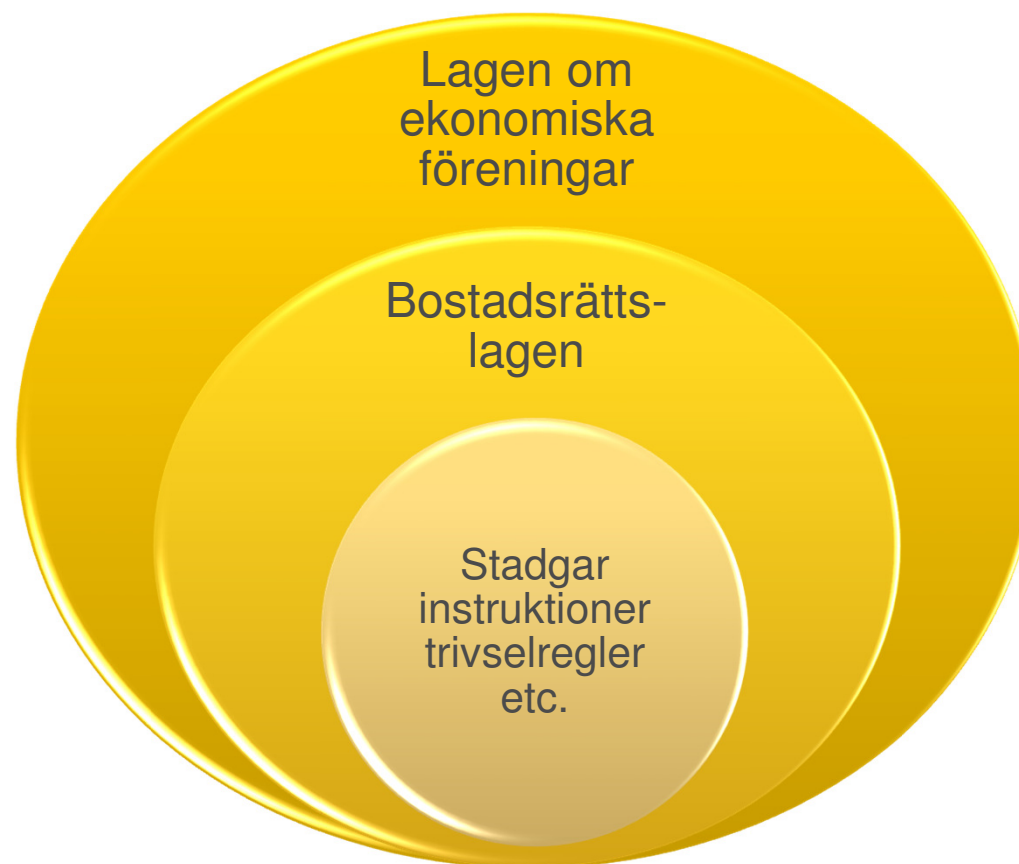 Lagen om
ekonomiska
föreningar
Bostadsrätts-
lagen
Stadgar
instruktioner
trivselregler
etc.